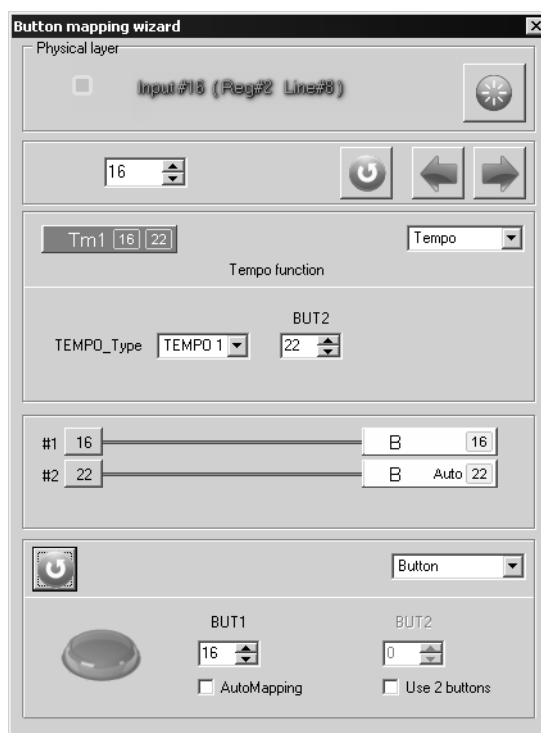 Button mapping wizard
Physical layer
Input#16 (Reg#2 Line#8)
16
Tm1 16 22
Tempo
Tempo function
BUT2
TEMPO_Type TEMPO 1 22
#1 16 B 16
#2 22 B Auto 22
Button
BUT1 BUT2
16 0
AutoMapping Use 2 buttons